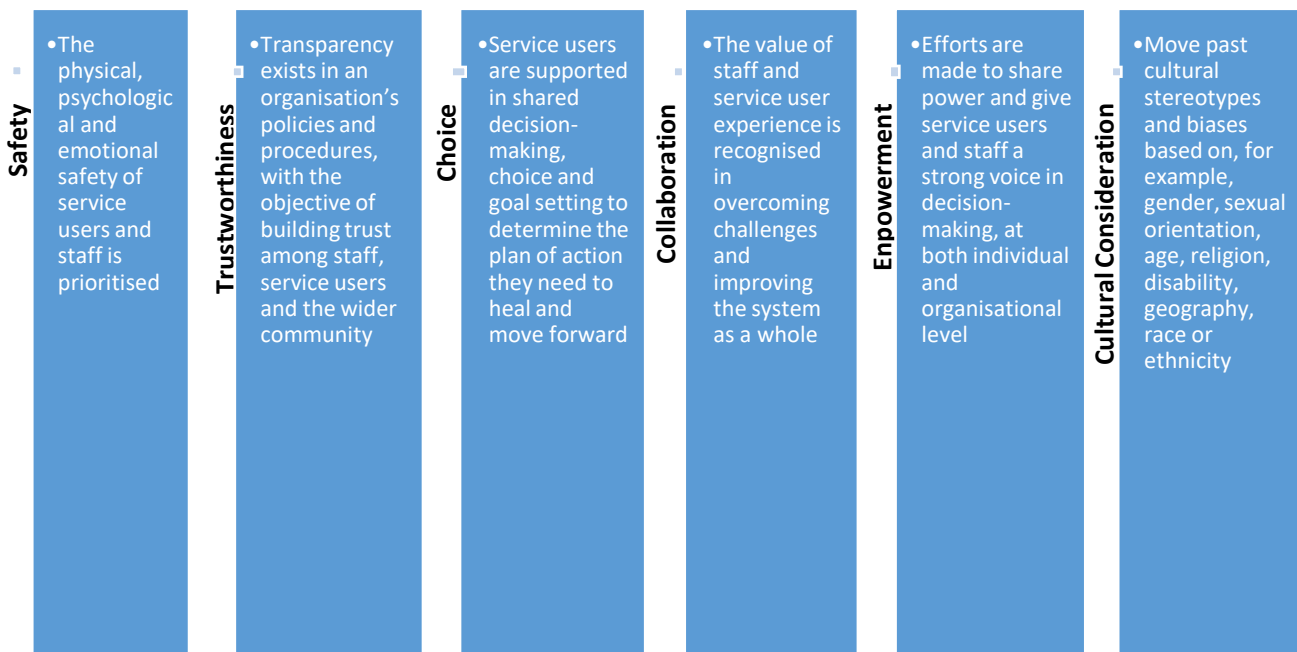 Safety
•The
physical,
psychologic
al and
emotional
safety of
service
users and
staff is
prioritised
Trustworthiness
•Transparency
exists in an
organisation’s
policies and
procedures,
with the
objective of
building trust
among staff,
service users
and the wider
community
Choice
•Service users
are supported
in shared
decision-
making,
choice and
goal setting to
determine the
plan of action
they need to
heal and
move forward
Collaboration
•The value of
staff and
service user
experience is
recognised
in
overcoming
challenges
and
improving
the system
as a whole
Enpowerment
•Efforts are
made to share
power and give
service users
and staff a
strong voice in
decision-
making, at
both individual
and
organisational
level
Cultural Consideration
•Move past
cultural
stereotypes
and biases
based on, for
example,
gender, sexual
orientation,
age, religion,
disability,
geography,
race or
ethnicity